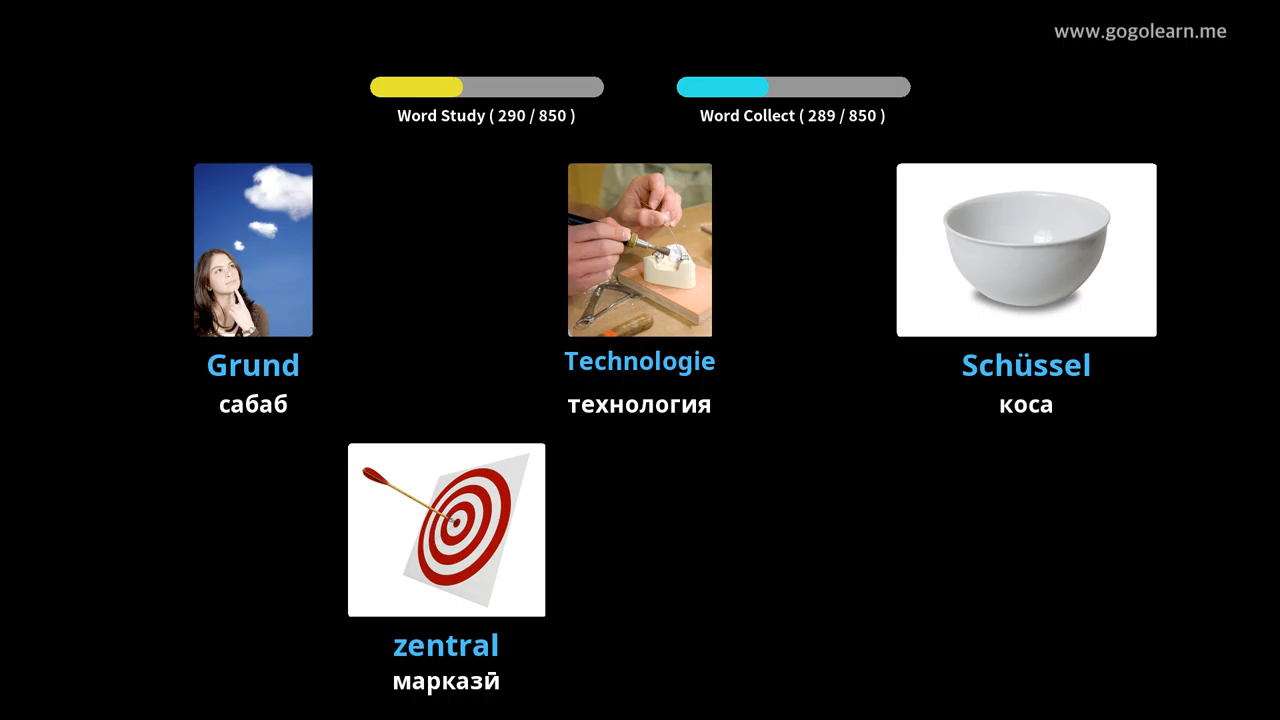 www.gogolearn.me
Word Study ( 290 / 850 )
Word Collect ( 289 / 850 )
Grund
Technologie
Schüssel
сабаб
технология
коса
zentral
марказӣ